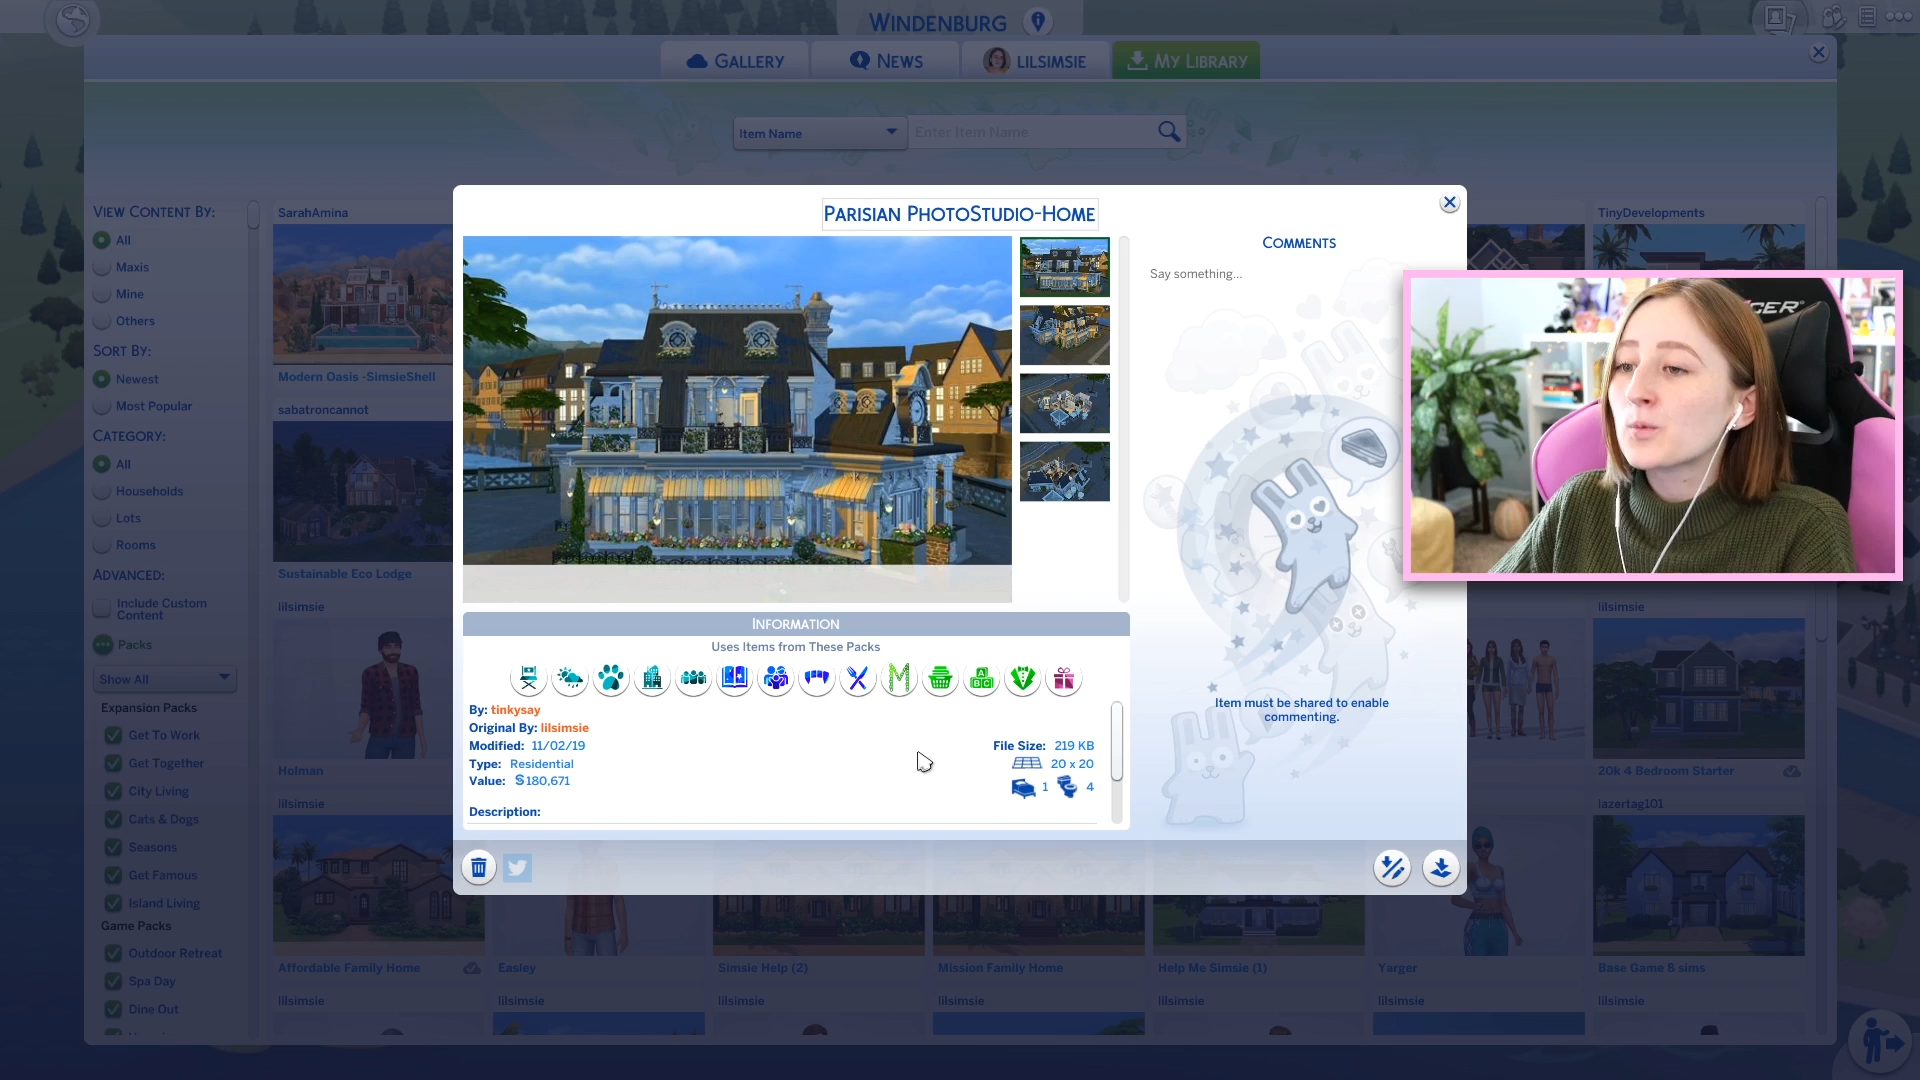 Windenburg
Gallery
News
lilsimsie
My Library
Item Name
Enter Item Name
View Content By:
All
Maxis
Mine
Others
Sort By:
Newest
Most Popular
Category:
All
Households
Lots
Rooms
Advanced:
Include Custom
Content
Packs
Show All
Expansion Packs
Get To Work
Get Together
City Living
Cats & Dogs
Seasons
Get Famous
Island Living
Game Packs
Outdoor Retreat
Spa Day
Dine Out
SarahAmina
Modern Oasis -SimsieShell
sabatroncannot
Sustainable Eco Lodge
lilsimsie
Holman
lilsimsie
Affordable Family Home
Easley
Simsie Help (2)
Mission Family Home
Help Me Simsie (1)
Yarger
Base Game 8 sims
lilsimsie
lilsimsie
lilsimsie
lilsimsie
lilsimsie
lilsimsie
lilsimsie
TinyDevelopments
lilsimsie
20k 4 Bedroom Starter
lazertag101
Parisian PhotoStudio-Home
Comments
Say something...
Item must be shared to enable
commenting.
Information
Uses Items from These Packs
M
ABC
By: tinkysay
Original By: lilsimsie
Modified: 11/02/19
Type: Residential
Value: §180,671
File Size: 219 KB
20 x 20
1 4
Description:
CER